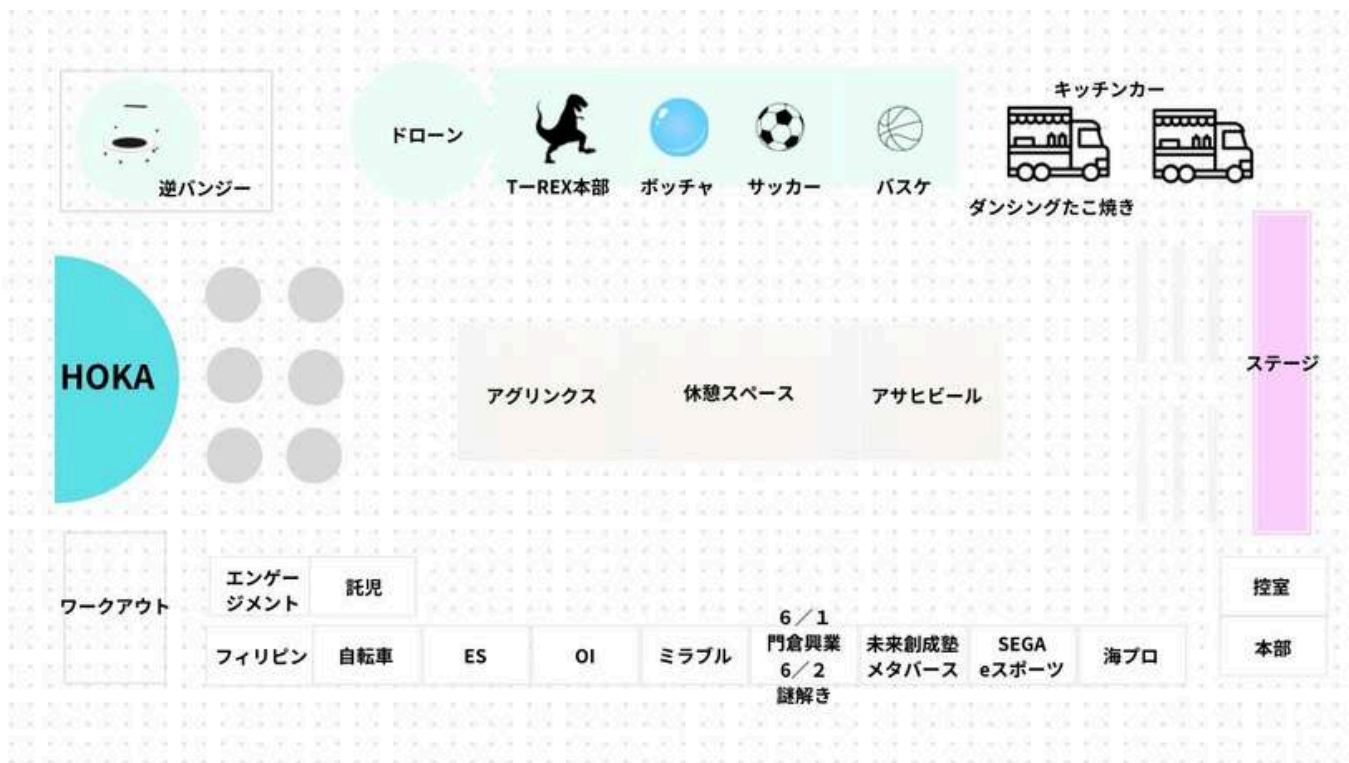 キッチンカー
ドローン
逆バンジー
TーREX本部
ボッチャ
サッカー
バスケ
ダンシングたこ焼き
HOKA
ステージ
アグリンクス
休憩スペース
アサヒビール
ワークアウト
エンゲー
ジメント
託児
控室
フィリピン
自転車
ES
OI
ミラブル
6／1
門倉興業
6／2
謎解き
未来創成塾
メタバース
SEGA
eスポーツ
海プロ
本部